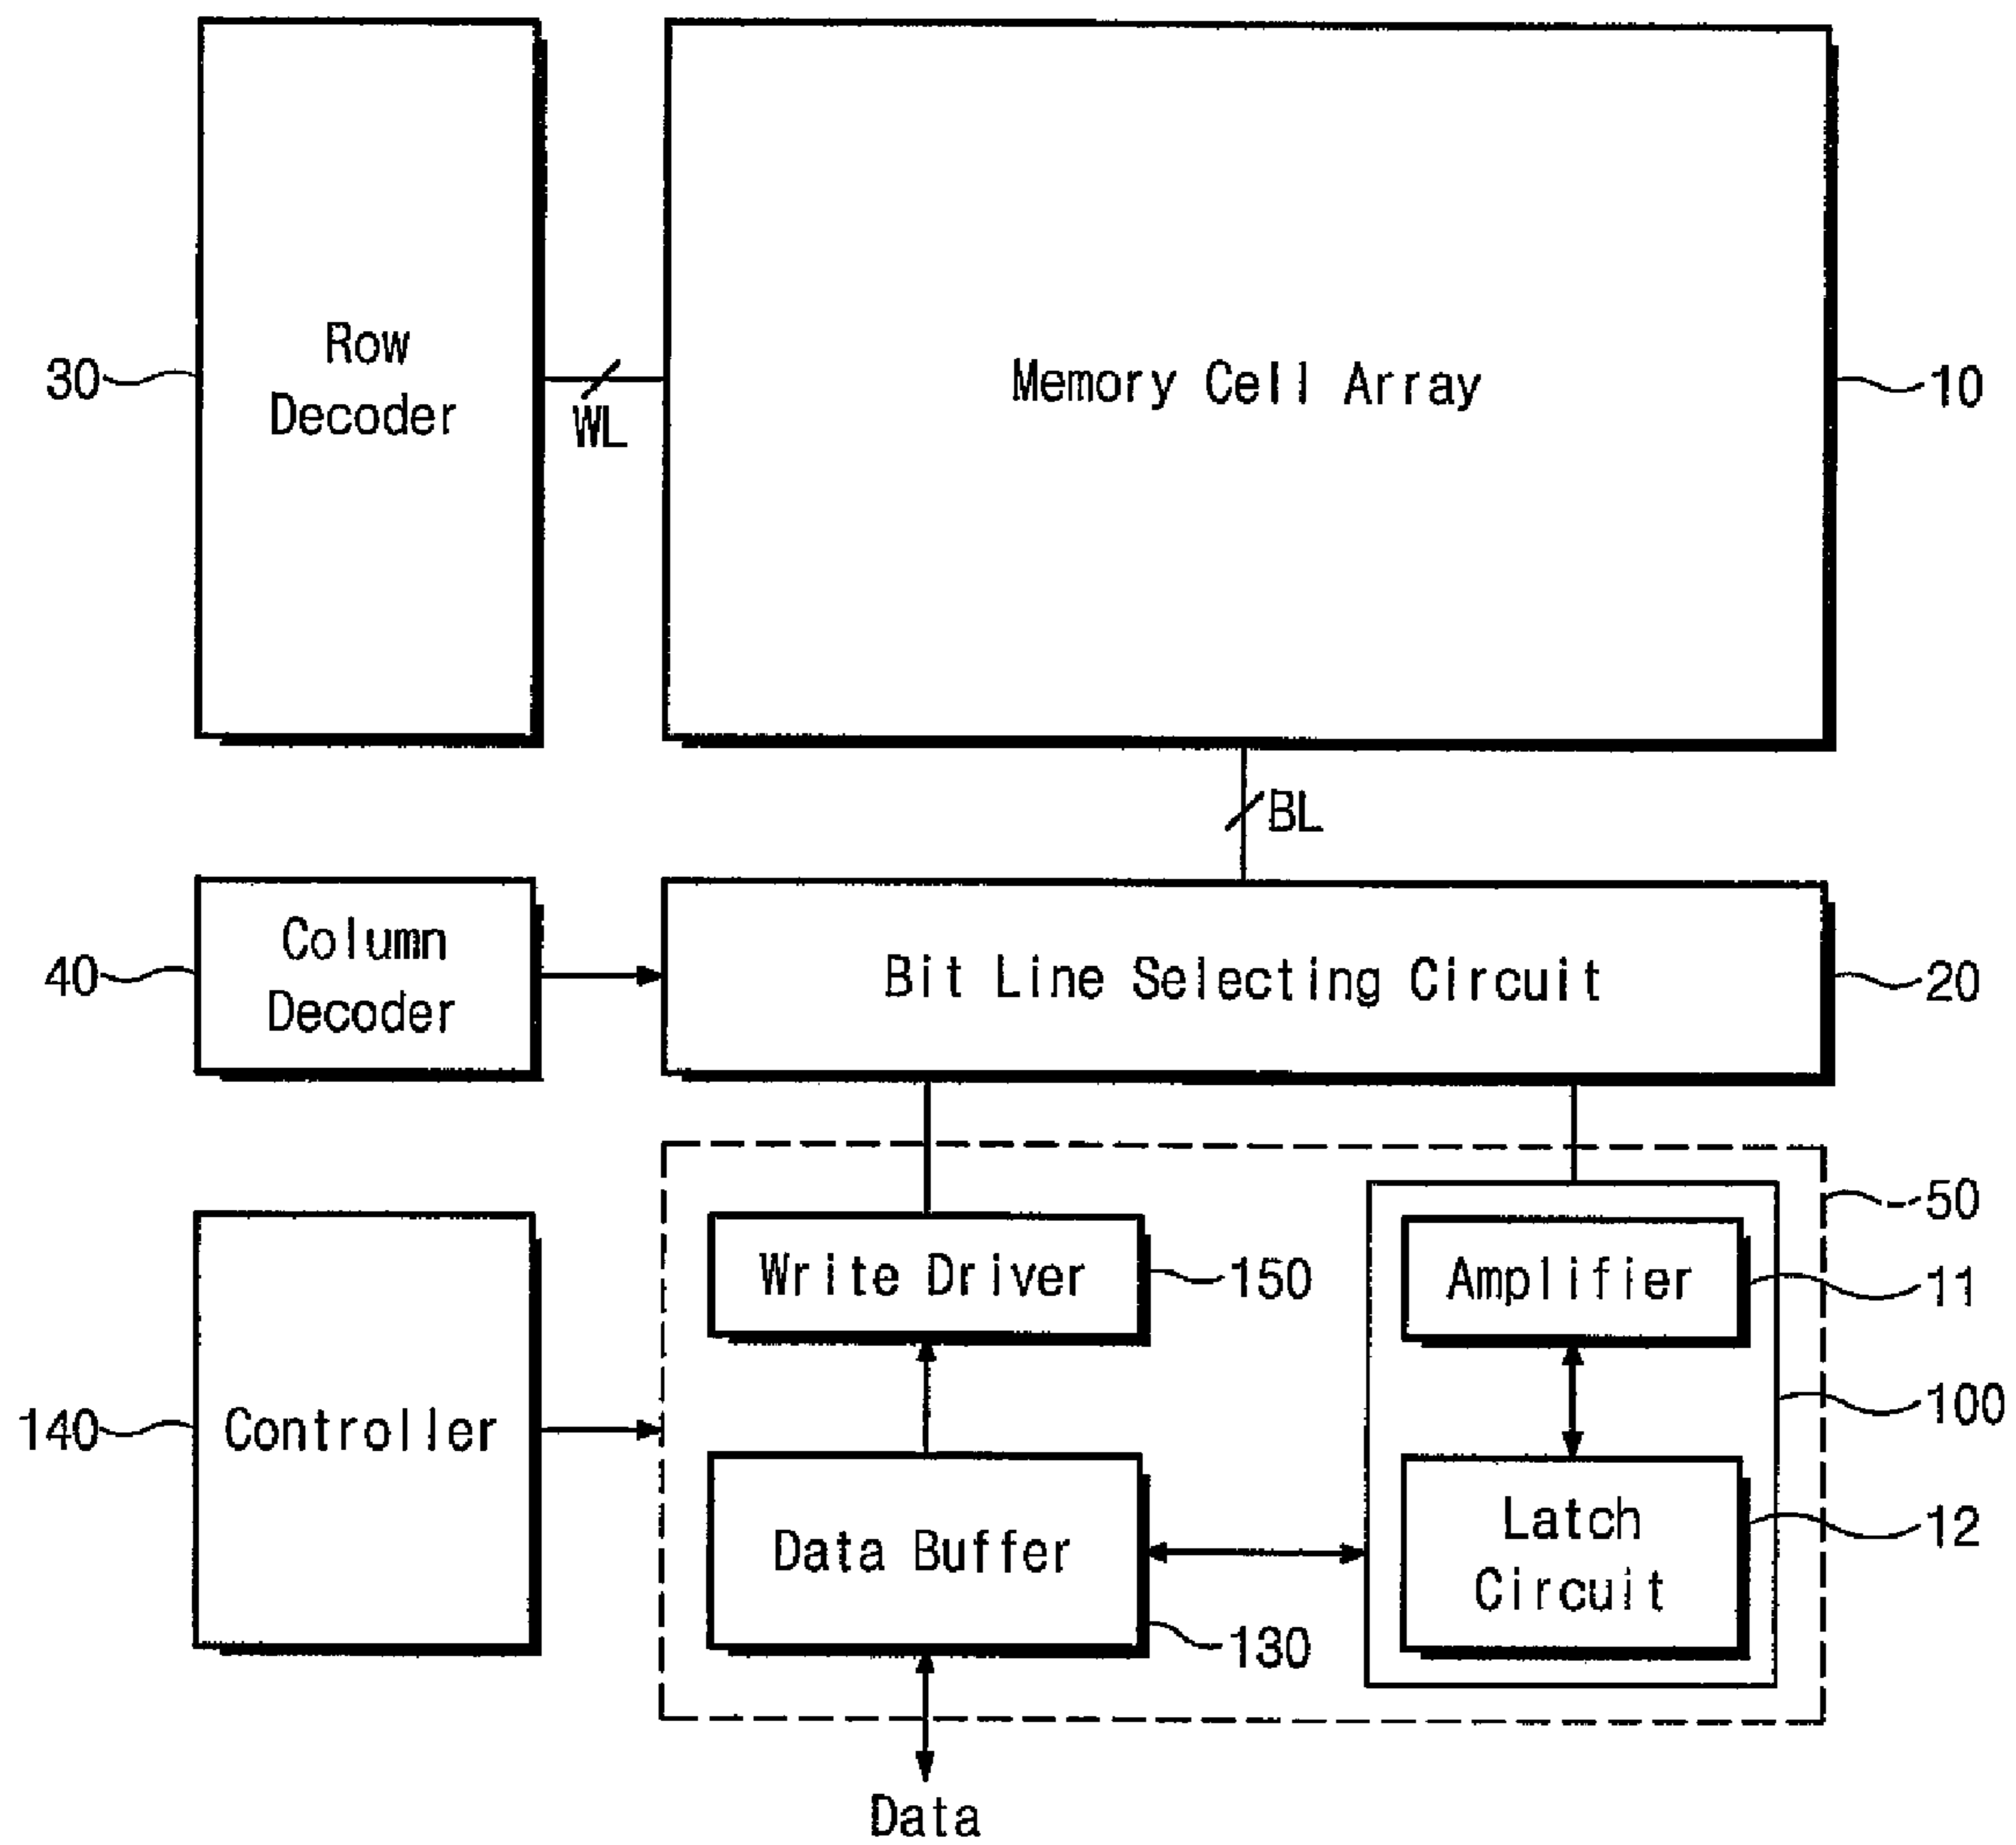 Row
Decoder
30
WL
Memory Cell Array
10
BL
Column
Decoder
40
Bit Line Selecting Circuit
20
50
Write Driver
150
Amplifier
11
Controller
140
100
Data Buffer
130
Latch
Circuit
12
Data